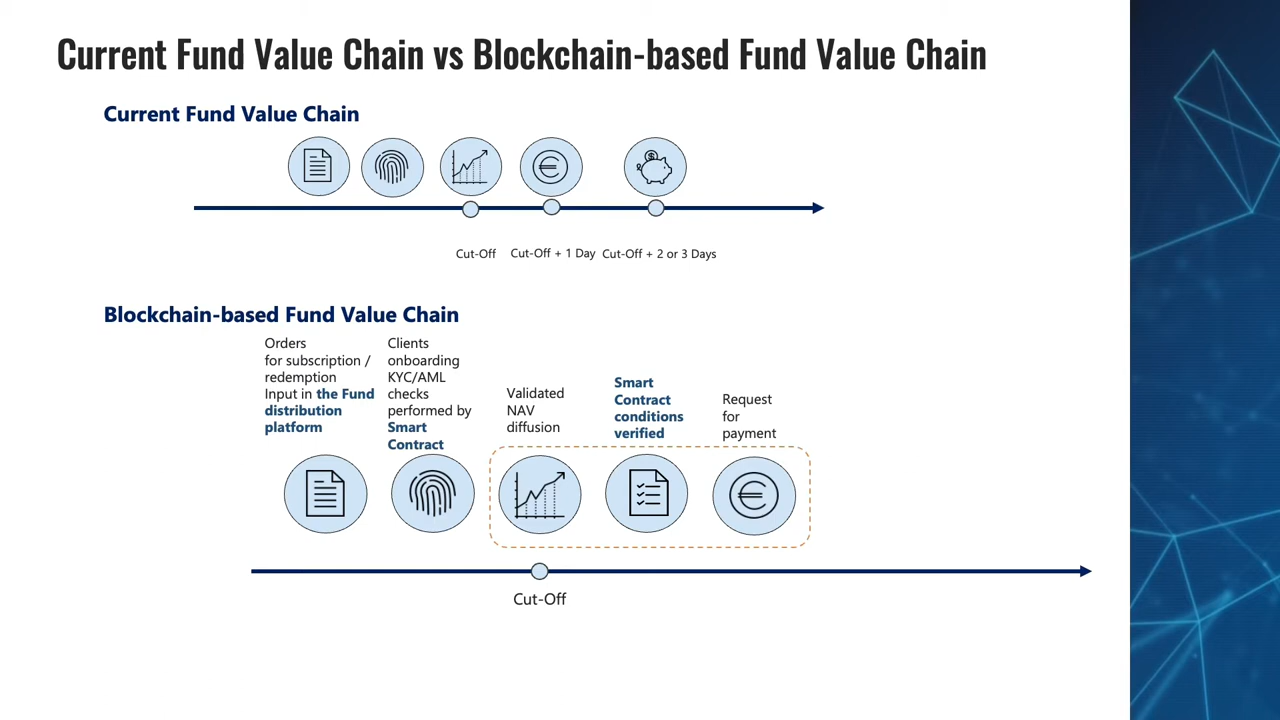 Current Fund Value Chain vs Blockchain-based Fund Value Chain
Current Fund Value Chain
Cut-Off
Cut-Off + 1 Day
Cut-Off + 2 or 3 Days
Blockchain-based Fund Value Chain
Orders
for subscription /
redemption
Input in the Fund
distribution
platform
Clients
onboarding
KYC/AML
checks
performed by
Smart
Contract
Validated
NAV
diffusion
Smart
Contract
conditions
verified
Request
for
payment
Cut-Off